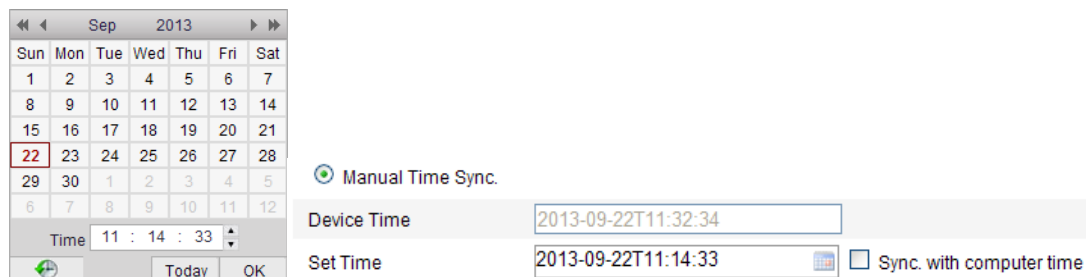 Sep 2013
Sun Mon Tue Wed Thu Fri Sat
1 2 3 4 5 6 7
8 9 10 11 12 13 14
15 16 17 18 19 20 21
22 23 24 25 26 27 28
29 30 1 2 3 4 5
6 7 8 9 10 11 12
Time 11 : 14 : 33
Today OK
Manual Time Sync.
Device Time 2013-09-22T11:32:34
Set Time 2013-09-22T11:14:33 Sync. with computer time